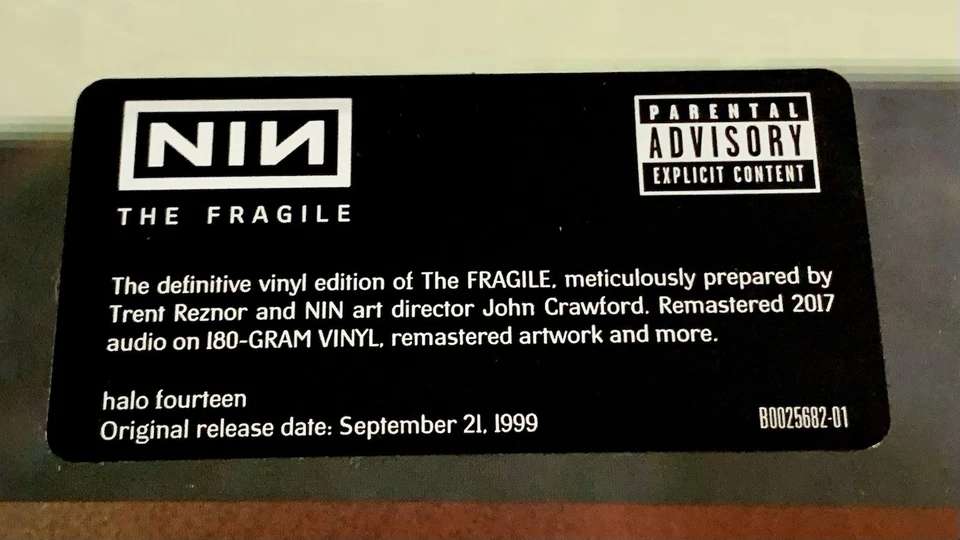 NIN
THE FRAGILE
PARENTAL
ADVISORY
EXPLICIT CONTENT
The definitive vinyl edition of The FRAGILE, meticulously prepared by
Trent Reznor and NIN art director John Crawford. Remastered 2017
audio on 180-GRAM VINYL, remastered artwork and more.
halo fourteen
Original release date: September 21, 1999
B0025682-01